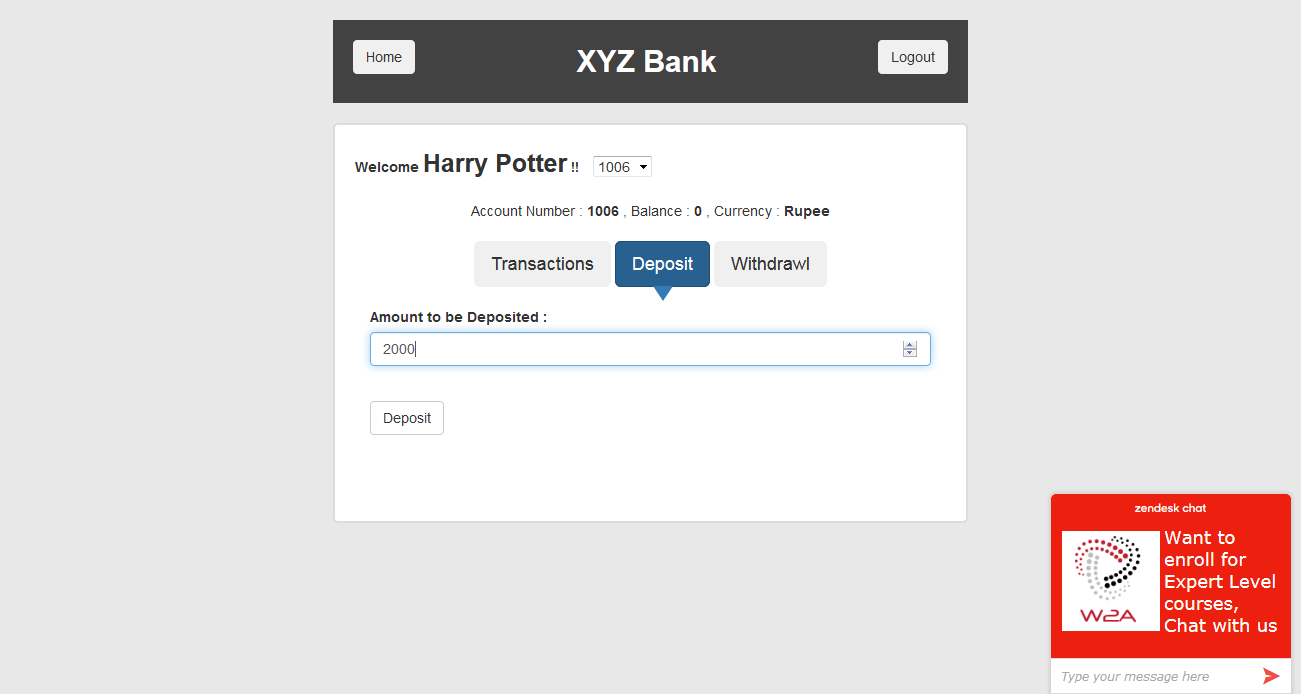 Home
XYZ Bank
Logout
Welcome Harry Potter !! 1006
Account Number : 1006 , Balance : 0 , Currency : Rupee
Transactions Deposit Withdrawl
Amount to be Deposited :
2000
Deposit
zendesk chat
W2A
Want to
enroll for
Expert Level
courses,
Chat with us
Type your message here